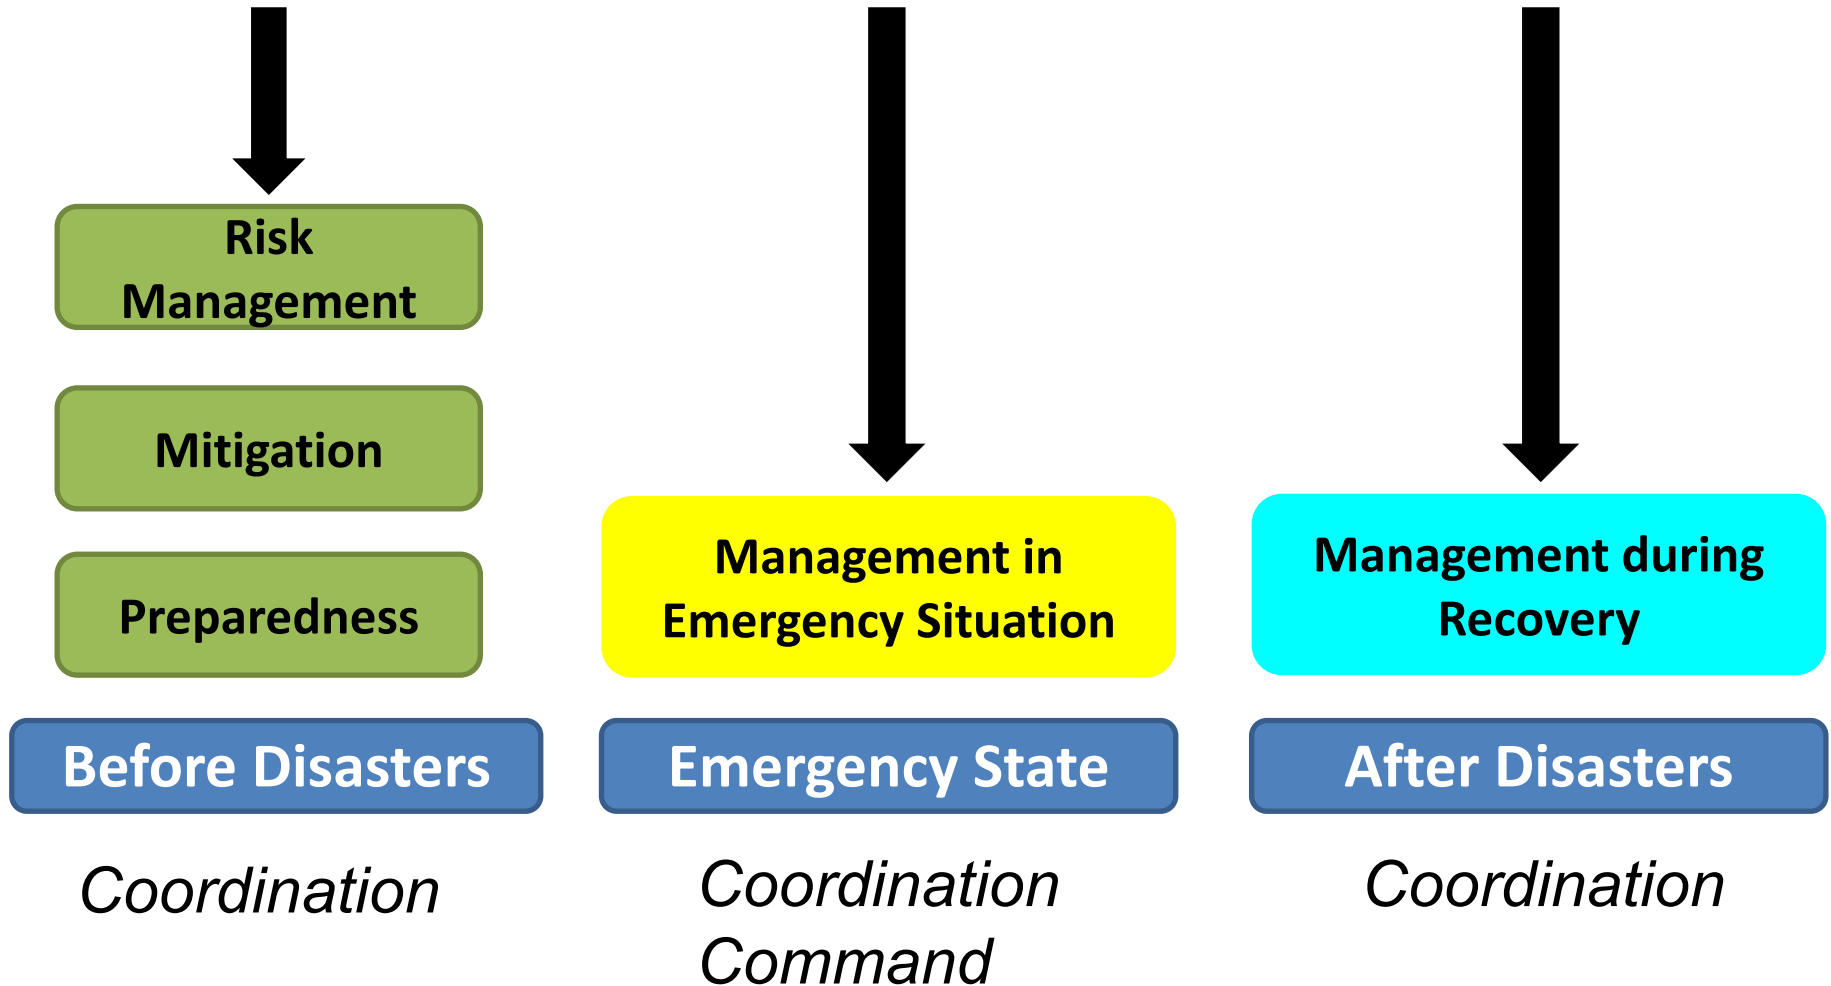 Risk
Management
Mitigation
Preparedness
Before Disasters
Coordination
Management in
Emergency Situation
Emergency State
Coordination
Command
Management during
Recovery
After Disasters
Coordination